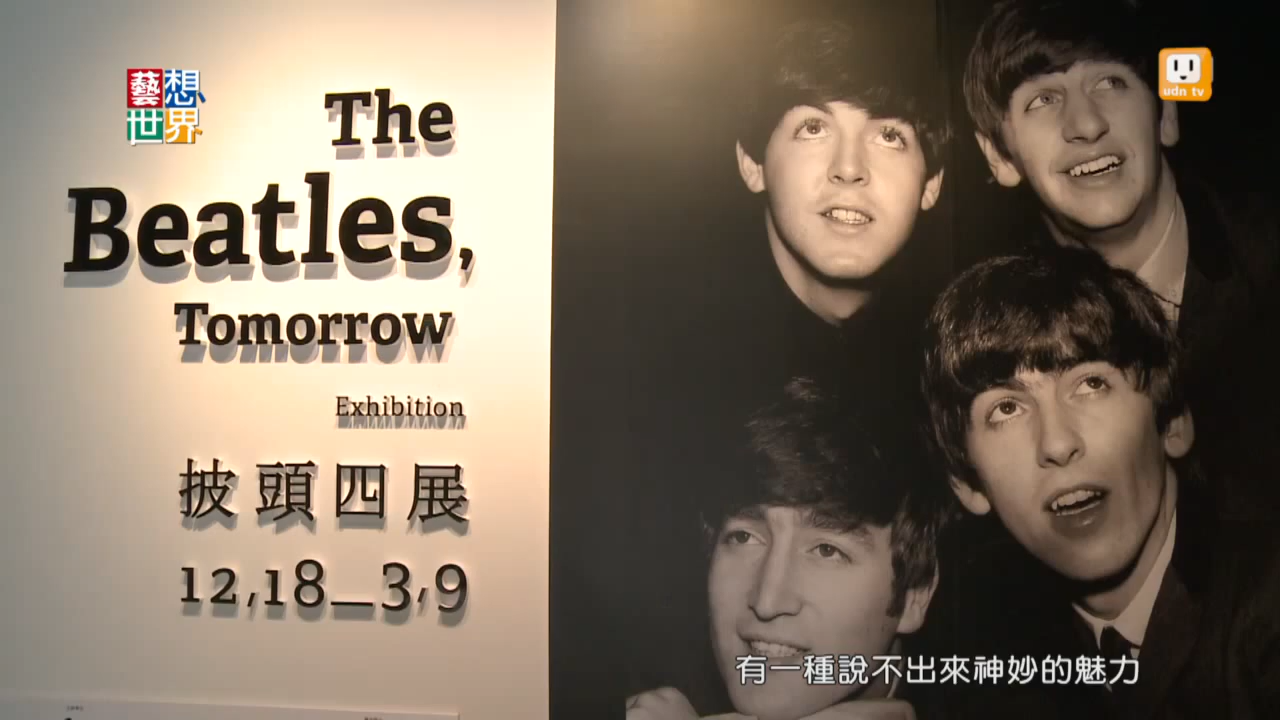 藝想
世界
udn tv
The
Beatles,
Tomorrow
Exhibition
披頭四展
12,18_3,9
有一種說不出來神妙的魅力